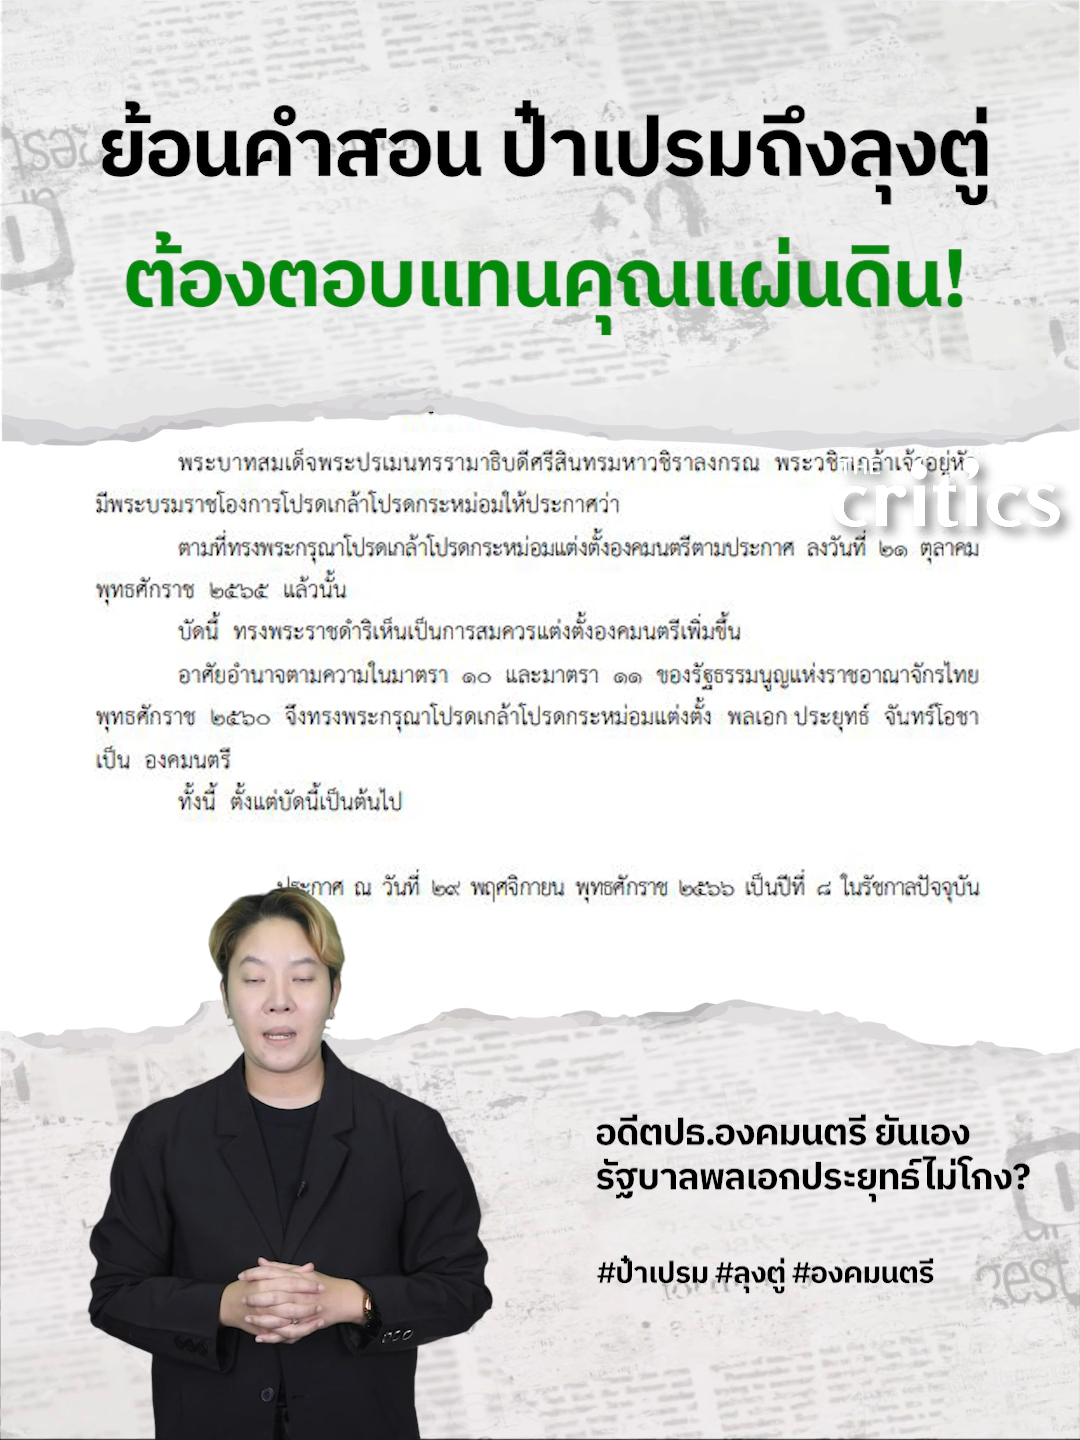 ย้อนคำสอน ป๋าเปรมถึงลุงตู่
ต้องตอบแทนคุณแผ่นดิน!
พระบาทสมเด็จพระปรเมนทรรามาธิบดีศรีสินทรมหาวชิราลงกรณ พระวชิรเกล้าเจ้าอยู่หัว
THE
critics
มีพระบรมราชโองการโปรดเกล้าโปรดกระหม่อมให้ประกาศว่า
ตามที่ทรงพระกรุณาโปรดเกล้าโปรดกระหม่อมแต่งตั้งองคมนตรีตามประกาศ ลงวันที่ ๒๑ ตุลาคม
พุทธศักราช ๒๕๖๕ แล้วนั้น
บัดนี้ ทรงพระราชดำริเห็นเป็นการสมควรแต่งตั้งองคมนตรีเพิ่มขึ้น
อาศัยอำนาจตามความในมาตรา ๑๐ และมาตรา ๑๑ ของรัฐธรรมนูญแห่งราชอาณาจักรไทย
พุทธศักราช ๒๕๖๐ จึงทรงพระกรุณาโปรดเกล้าโปรดกระหม่อมแต่งตั้ง พลเอก ประยุทธ์ จันทร์โอชา
เป็น องคมนตรี
ทั้งนี้ ตั้งแต่บัดนี้เป็นต้นไป
ประกาศ ณ วันที่ ๒๙ พฤศจิกายน พุทธศักราช ๒๕๖๖ เป็นปีที่ ๘ ในรัชกาลปัจจุบัน
อดีตปธ.องคมนตรี ยันเอง
รัฐบาลพลเอกประยุทธ์ไม่โกง?
#ป๋าเปรม #ลุงตู่ #องคมนตรี